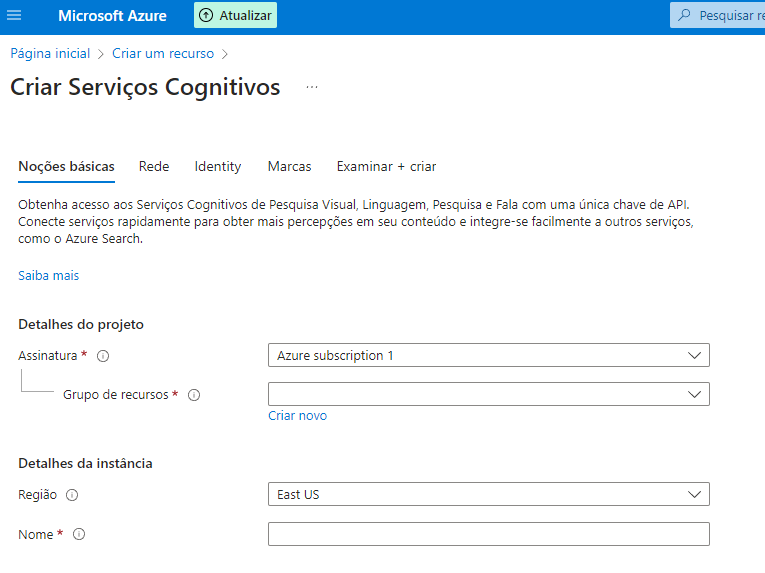 Microsoft Azure
Atualizar
Pesquisar re
Página inicial > Criar um recurso >
Criar Serviços Cognitivos ...
Noções básicas Rede Identity Marcas Examinar + criar
Obtenha acesso aos Serviços Cognitivos de Pesquisa Visual, Linguagem, Pesquisa e Fala com uma única chave de API.
Conecte serviços rapidamente para obter mais percepções em seu conteúdo e integre-se facilmente a outros serviços,
como o Azure Search.
Saiba mais
Detalhes do projeto
Assinatura *
Azure subscription 1
Grupo de recursos *
Criar novo
Detalhes da instância
Região
East US
Nome *